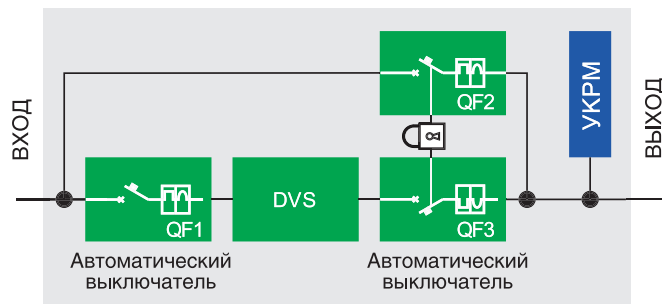 ВХОД
QF2
УКРМ
ВЫХОД
QF1
DVS
QF3
Автоматический
выключатель
Автоматический
выключатель